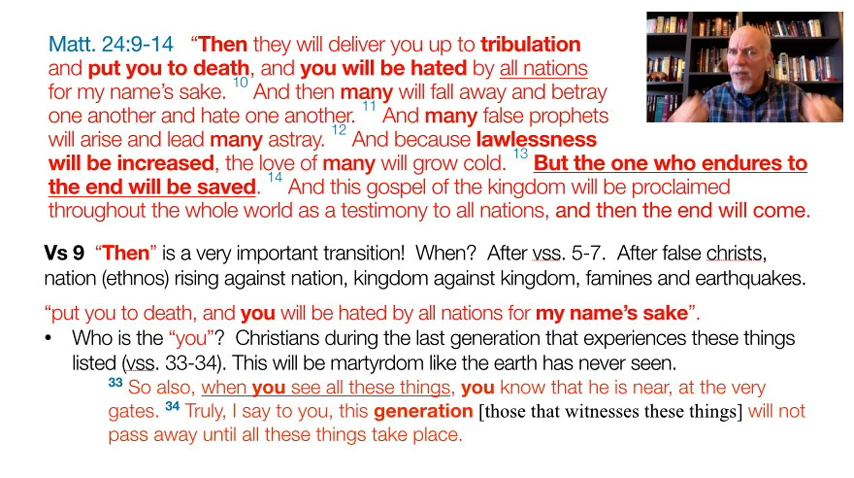 Matt. 24:9-14 “Then they will deliver you up to tribulation
and put you to death, and you will be hated by all nations
for my name’s sake. 10 And then many will fall away and betray
one another and hate one another. 11 And many false prophets
will arise and lead many astray. 12 And because lawlessness
will be increased, the love of many will grow cold. 13 But the one who endures to
the end will be saved. 14 And this gospel of the kingdom will be proclaimed
throughout the whole world as a testimony to all nations, and then the end will come.
Vs 9 “Then” is a very important transition! When? After vss. 5-7. After false christs,
nation (ethnos) rising against nation, kingdom against kingdom, famines and earthquakes.
“put you to death, and you will be hated by all nations for my name’s sake”.
• Who is the “you”? Christians during the last generation that experiences these things
listed (vss. 33-34). This will be martyrdom like the earth has never seen.
33 So also, when you see all these things, you know that he is near, at the very
gates. 34 Truly, I say to you, this generation [those that witnesses these things] will not
pass away until all these things take place.